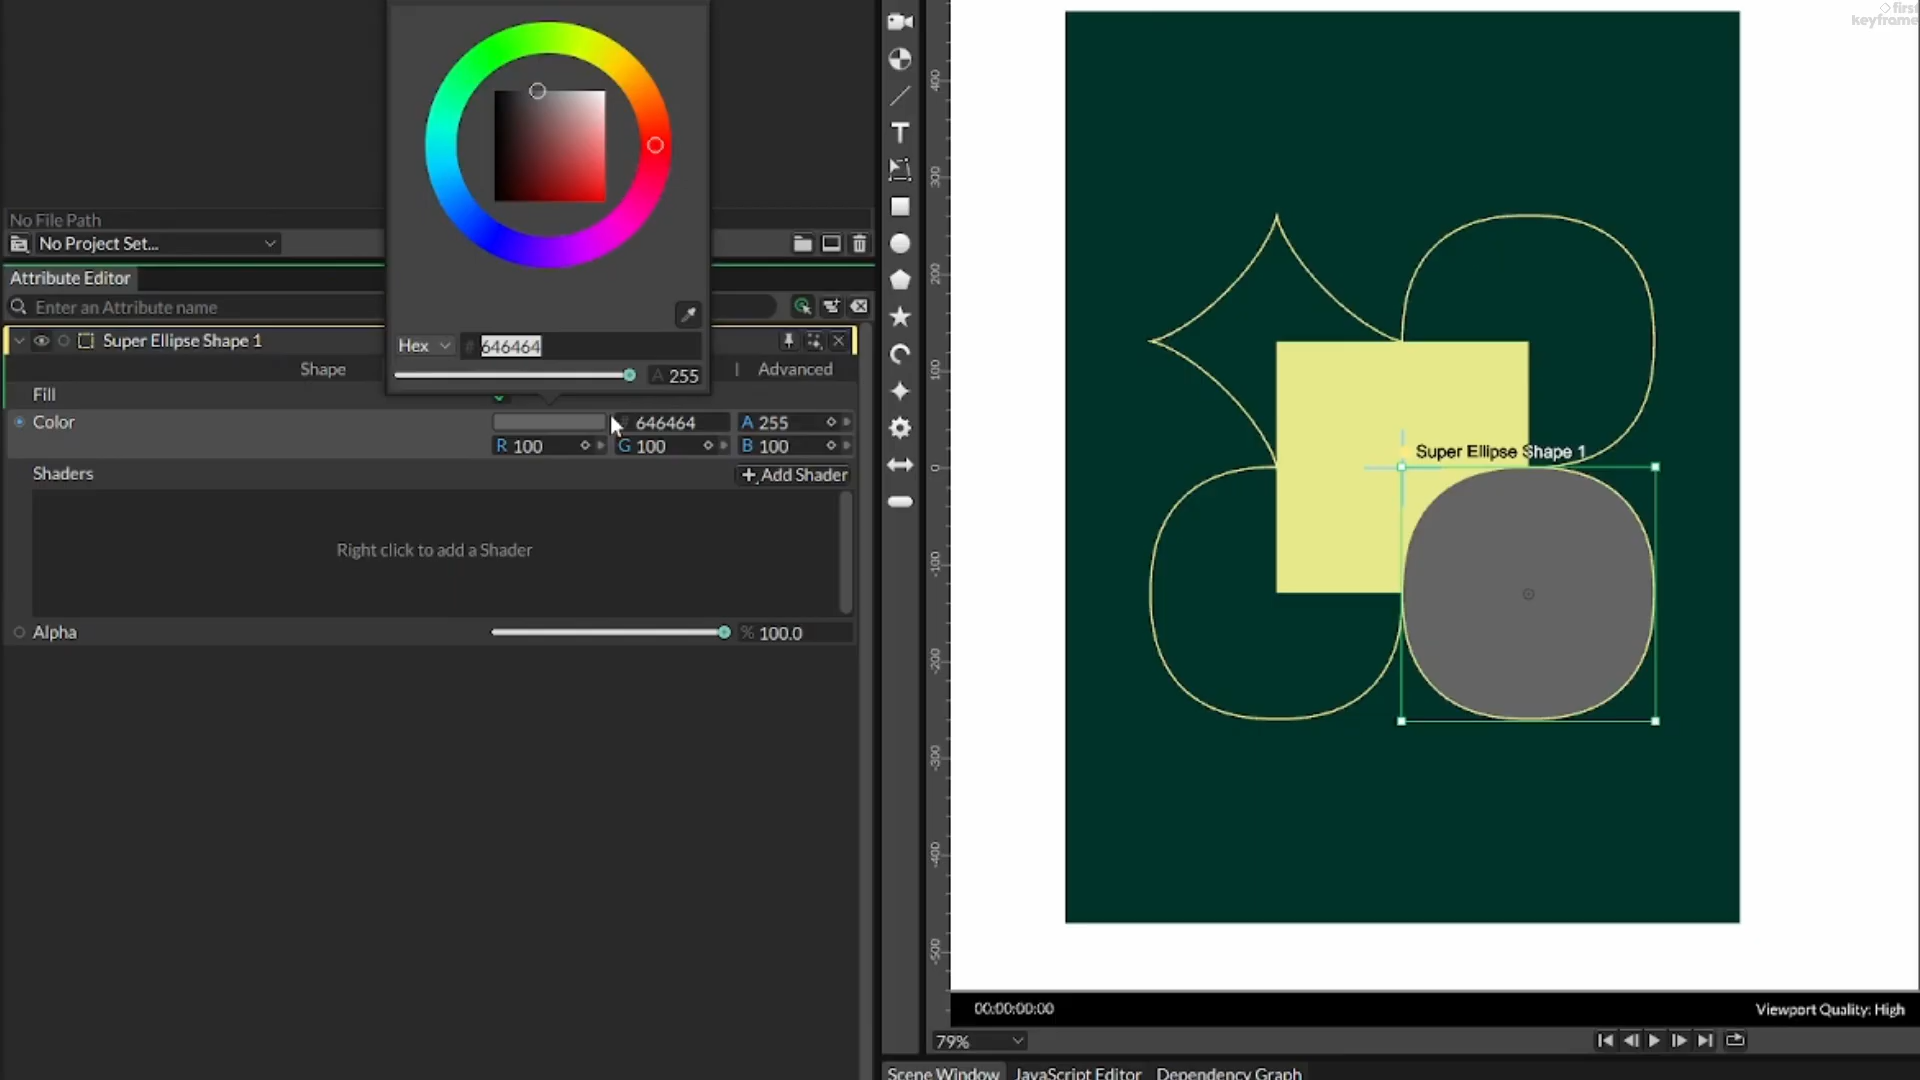 first
keyframe
No File Path
No Project Set...
Attribute Editor
Enter an Attribute name
Super Ellipse Shape 1
Hex # 646464
A 255
Shape | Advanced
Fill
Color # 646464 A 255
R 100 G 100 B 100
Shaders + Add Shader
Right click to add a Shader
Alpha % 100.0
T
400
300
200
100
0
-100
-200
-300
-400
-500
Super Ellipse Shape 1
00:00:00:00 Viewport Quality: High
79%
Scene Window JavaScript Editor Dependency Graph